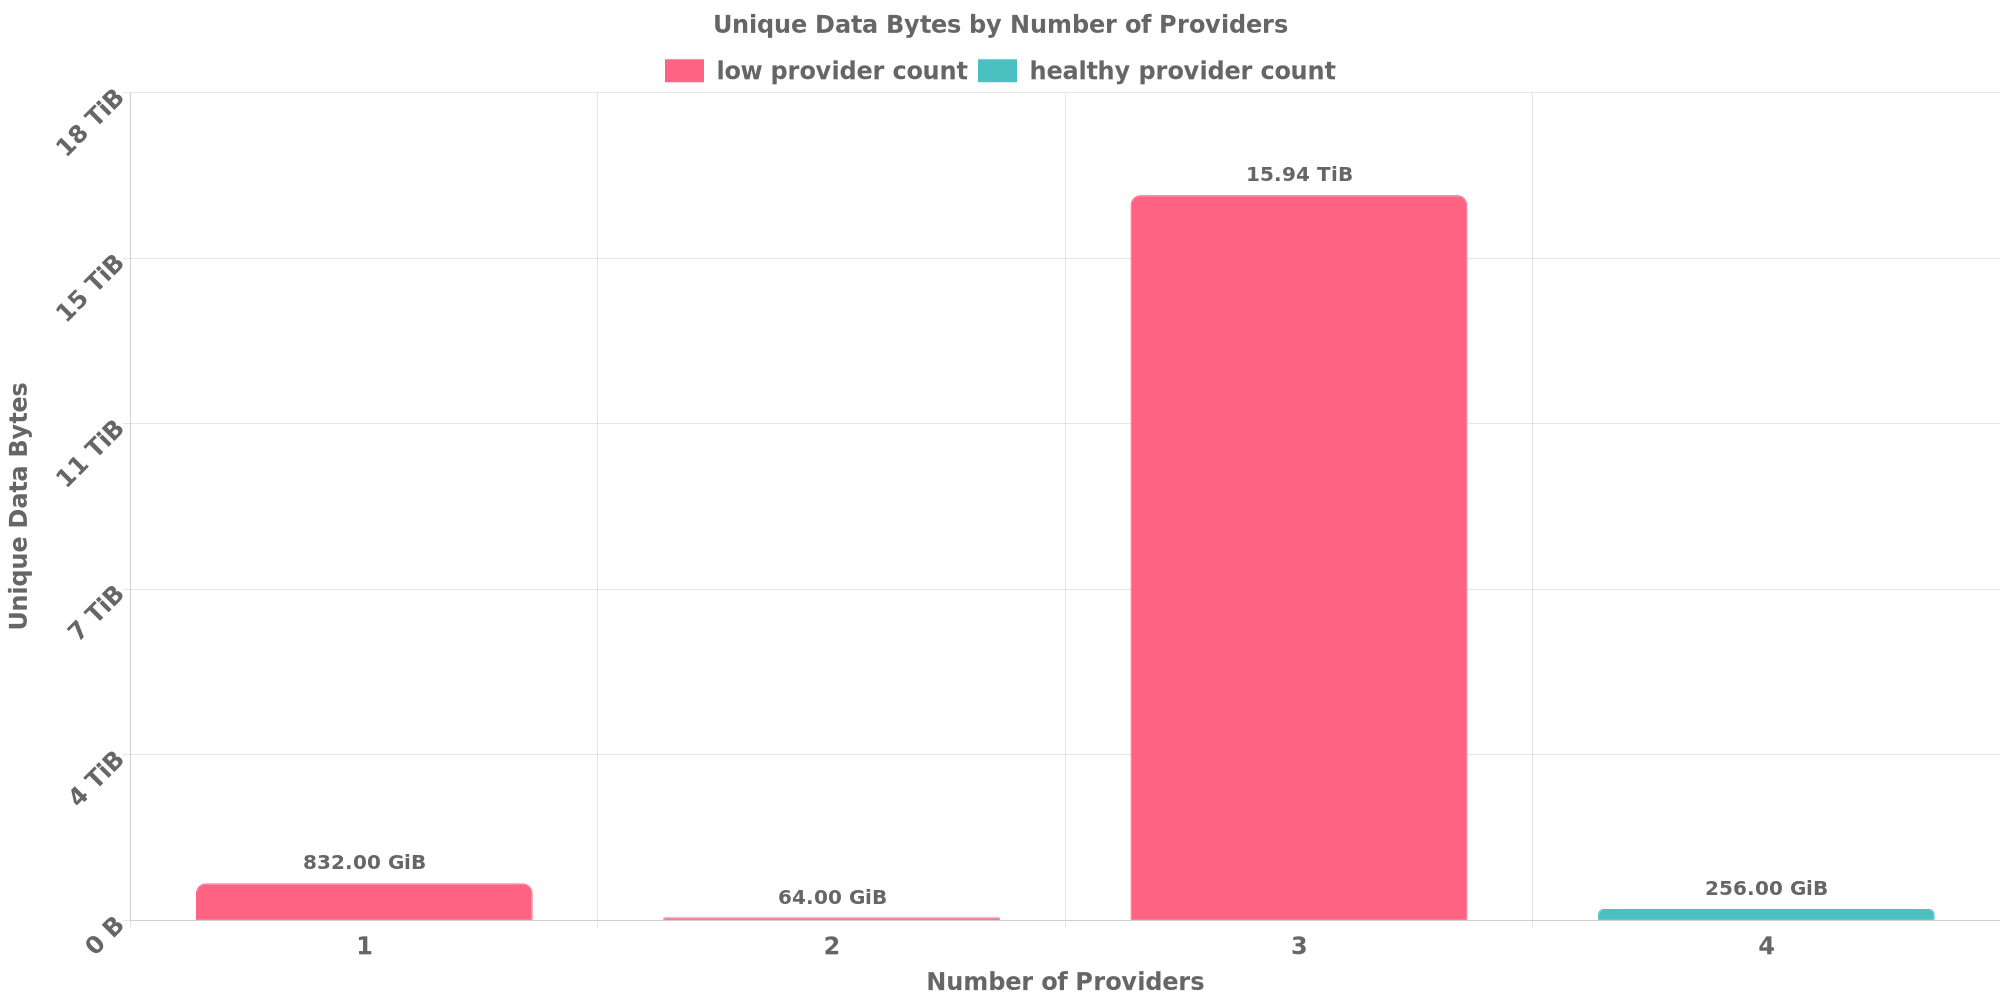 Unique Data Bytes by Number of Providers
low provider count healthy provider count
18 TiB
15 TiB
11 TiB
7 TiB
4 TiB
0 B
Unique Data Bytes
832.00 GiB
64.00 GiB
15.94 TiB
256.00 GiB
1 2 3 4
Number of Providers